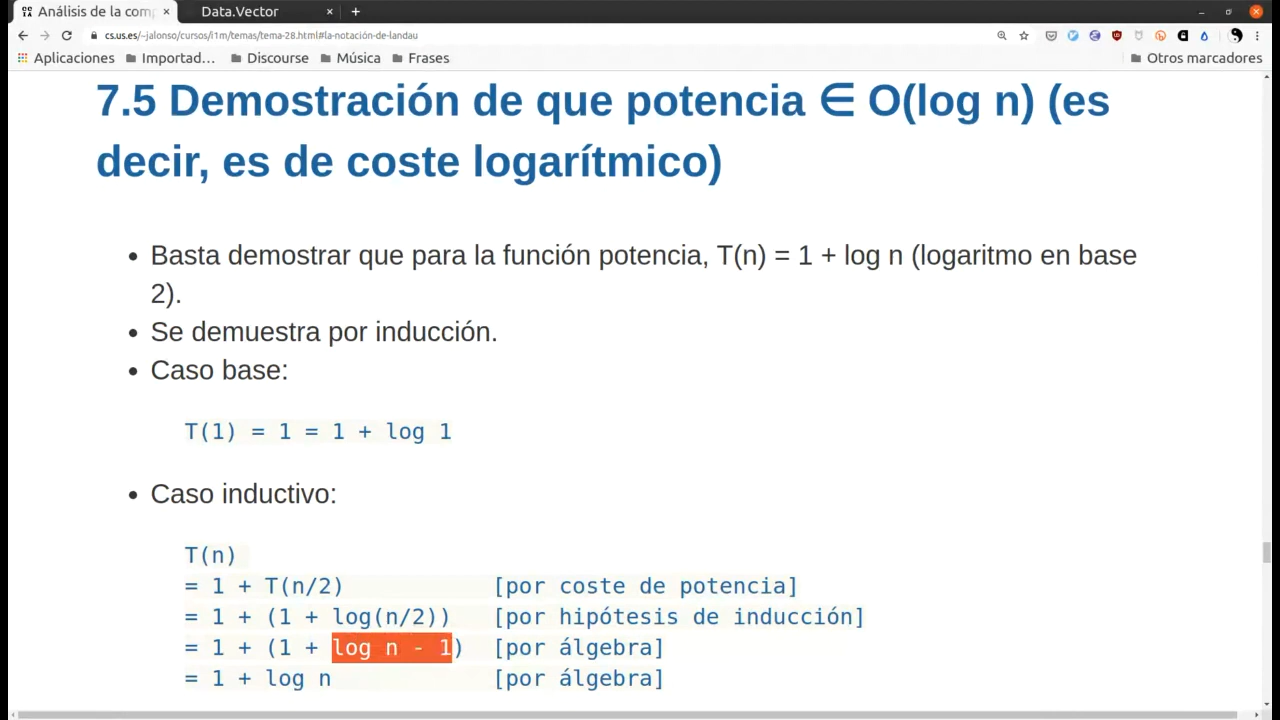 Análisis de la comp
Data.Vector
cs.us.es/~jalonso/cursos/i1m/temas/tema-28.html#la-notación-de-landau
Aplicaciones Importad… Discourse Música Frases Otros marcadores
7.5 Demostración de que potencia ∈ O(log n) (es
decir, es de coste logarítmico)
• Basta demostrar que para la función potencia, T(n) = 1 + log n (logaritmo en base
2).
• Se demuestra por inducción.
• Caso base:
T(1) = 1 = 1 + log 1
• Caso inductivo:
T(n)
= 1 + T(n/2) [por coste de potencia]
= 1 + (1 + log(n/2)) [por hipótesis de inducción]
= 1 + (1 + log n - 1) [por álgebra]
= 1 + log n [por álgebra]